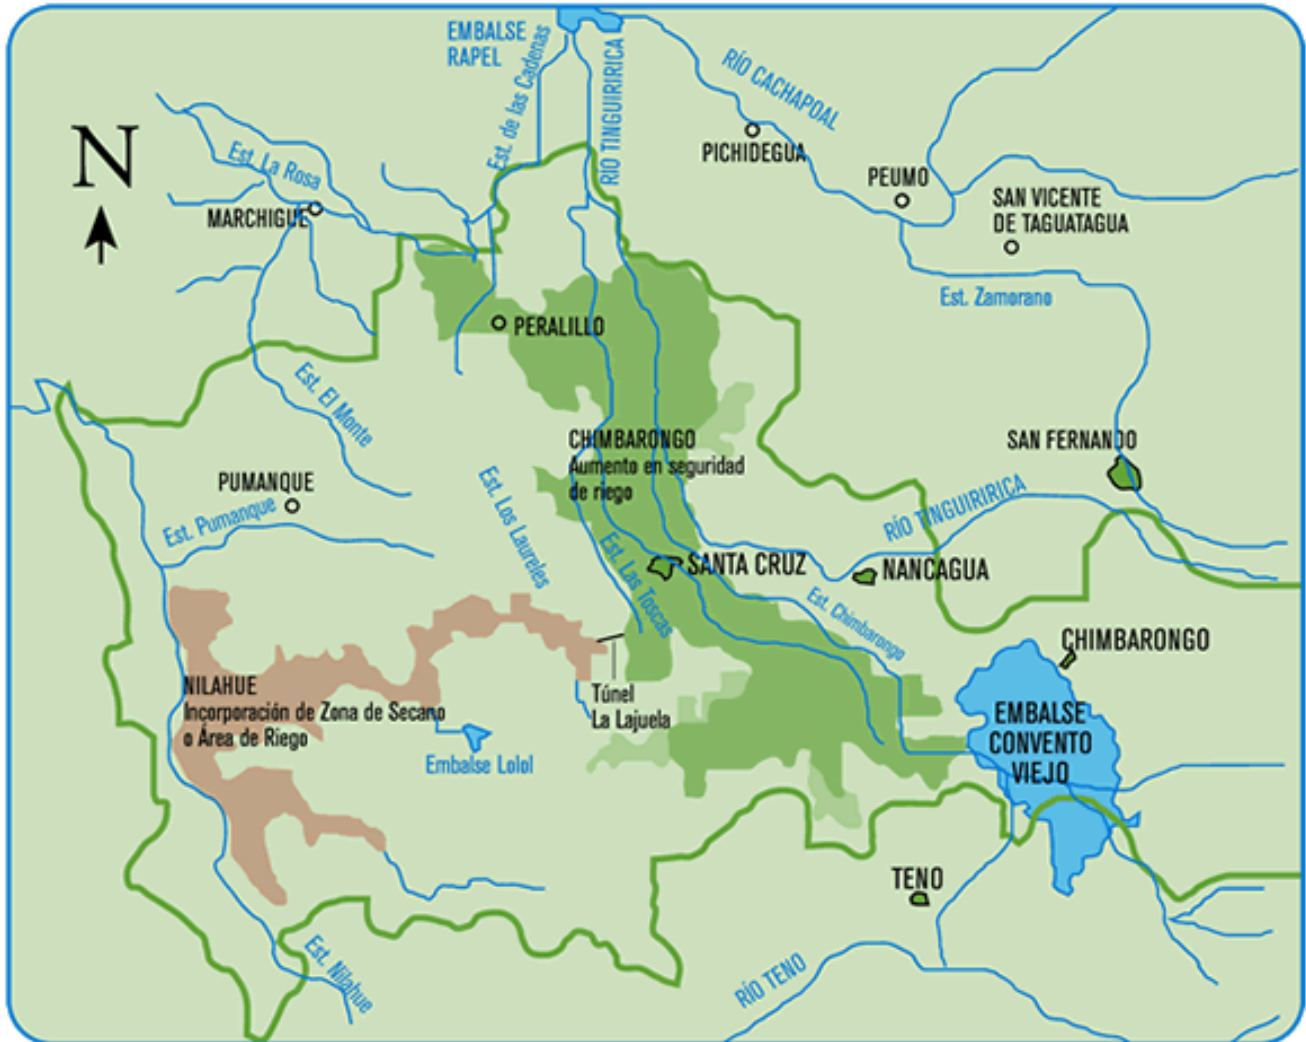 EMBALSE
RAPEL
Est. de las Cadenas
RÍO TINGUIRIRICA
RÍO CACHAPOAL
N
PICHIDEGUA
Est. La Rosa
PEUMO
SAN VICENTE
DE TAGUATAGUA
MARCHIGUE
Est. Zamorano
PERALILLO
Est. El Monte
CHIMBARONGO
Aumento en seguridad
de riego
SAN FERNANDO
PUMANQUE
Est. Pumanque
Est. Los Laureles
RÍO TINGUIRIRICA
Est. Las Toscas
SANTA CRUZ
NANCAGUA
Est. Chimbarongo
CHIMBARONGO
NILAHUE
Incorporación de Zona de Secano
o Área de Riego
Túnel
La Lajuela
EMBALSE
CONVENTO
VIEJO
Embalse Lolol
TENO
Est. Nilahue
RÍO TENO